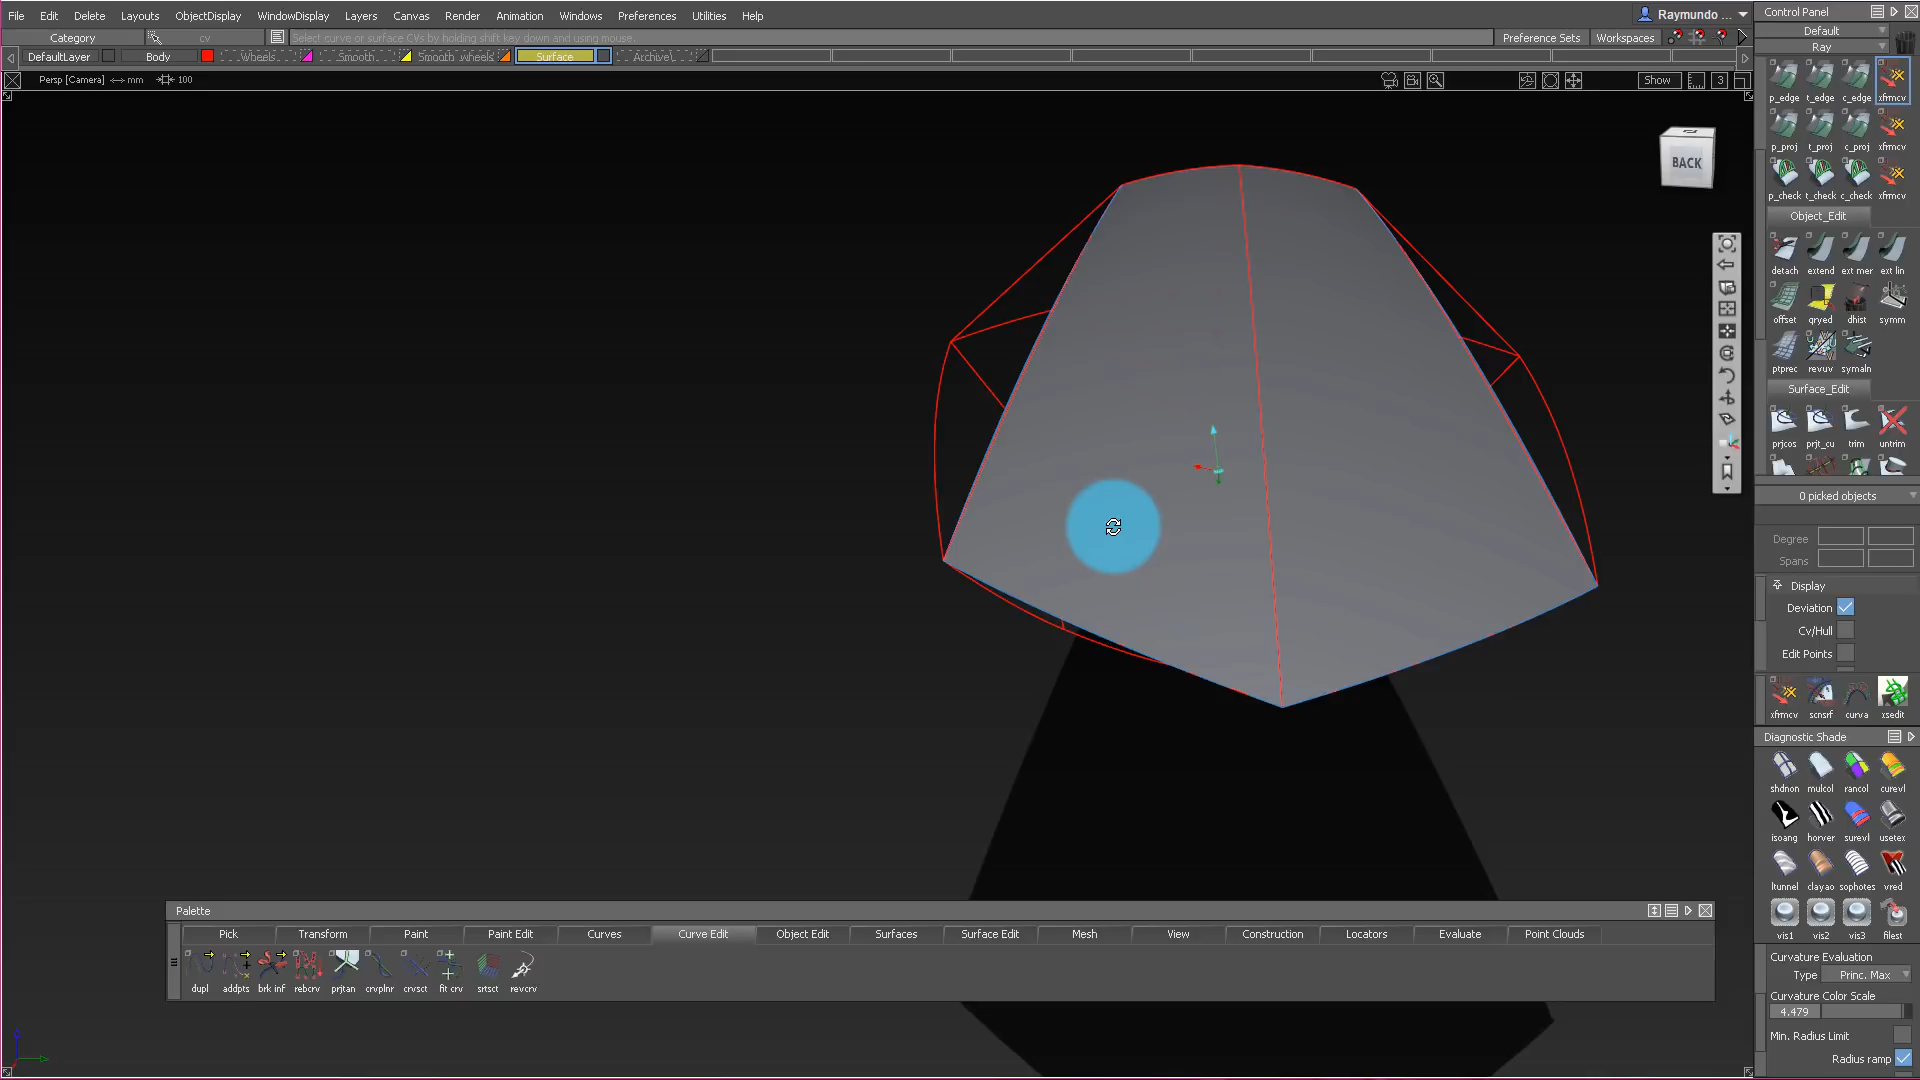 File Edit Delete Layouts ObjectDisplay WindowDisplay Layers Canvas Render Animation Windows Preferences Utilities Help
Raymundo ...
Control Panel
Category
cv
Select curve or surface CVs by holding shift key down and using mouse.
Preference Sets
Workspaces
Default
Ray
DefaultLayer
Body
Wheels
Smooth
Smooth_wheels
Surface
Archive1
Persp [Camera] mm 100
Show
3
BACK
p_edge t_edge c_edge xfrmcv
p_proj t_proj c_proj xfrmcv
p_check t_check c_check xfrmcv
Object_Edit
detach extend ext mer ext lin
offset qryed dhist symm
ptprec revuv symaln
Surface_Edit
prjcos prjt_cu trim untrim
0 picked objects
Degree
Spans
Display
Deviation
Cv/Hull
Edit Points
xfrmcv scnsrf curva xsedit
Diagnostic Shade
shdnon mulcol rancol curevl
isoang horver surevl usetex
ltunnel clayao sophotes vred
vis1 vis2 vis3 filest
Curvature Evaluation
Type Princ. Max
Curvature Color Scale
4.479
Min. Radius Limit
Radius ramp
Palette
Pick Transform Paint Paint Edit Curves Curve Edit Object Edit Surfaces Surface Edit Mesh View Construction Locators Evaluate Point Clouds
dupl addpts brk inf rebcrv prjtan crvplnr crvsct fit crv srtsct revcrv